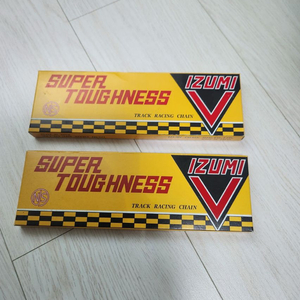 SUPER
TOUGHNESS
IZUMI
V
TRACK RACING CHAIN
SUPER
TOUGHNESS
IZUMI
V
TRACK RACING CHAIN